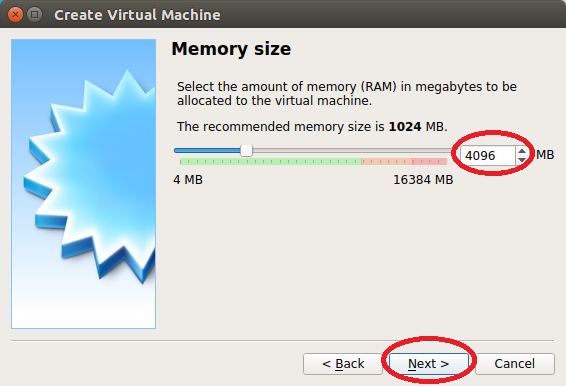 Create Virtual Machine
Memory size
Select the amount of memory (RAM) in megabytes to be
allocated to the virtual machine.
The recommended memory size is 1024 MB.
4096 MB
4 MB 16384 MB
< Back Next > Cancel